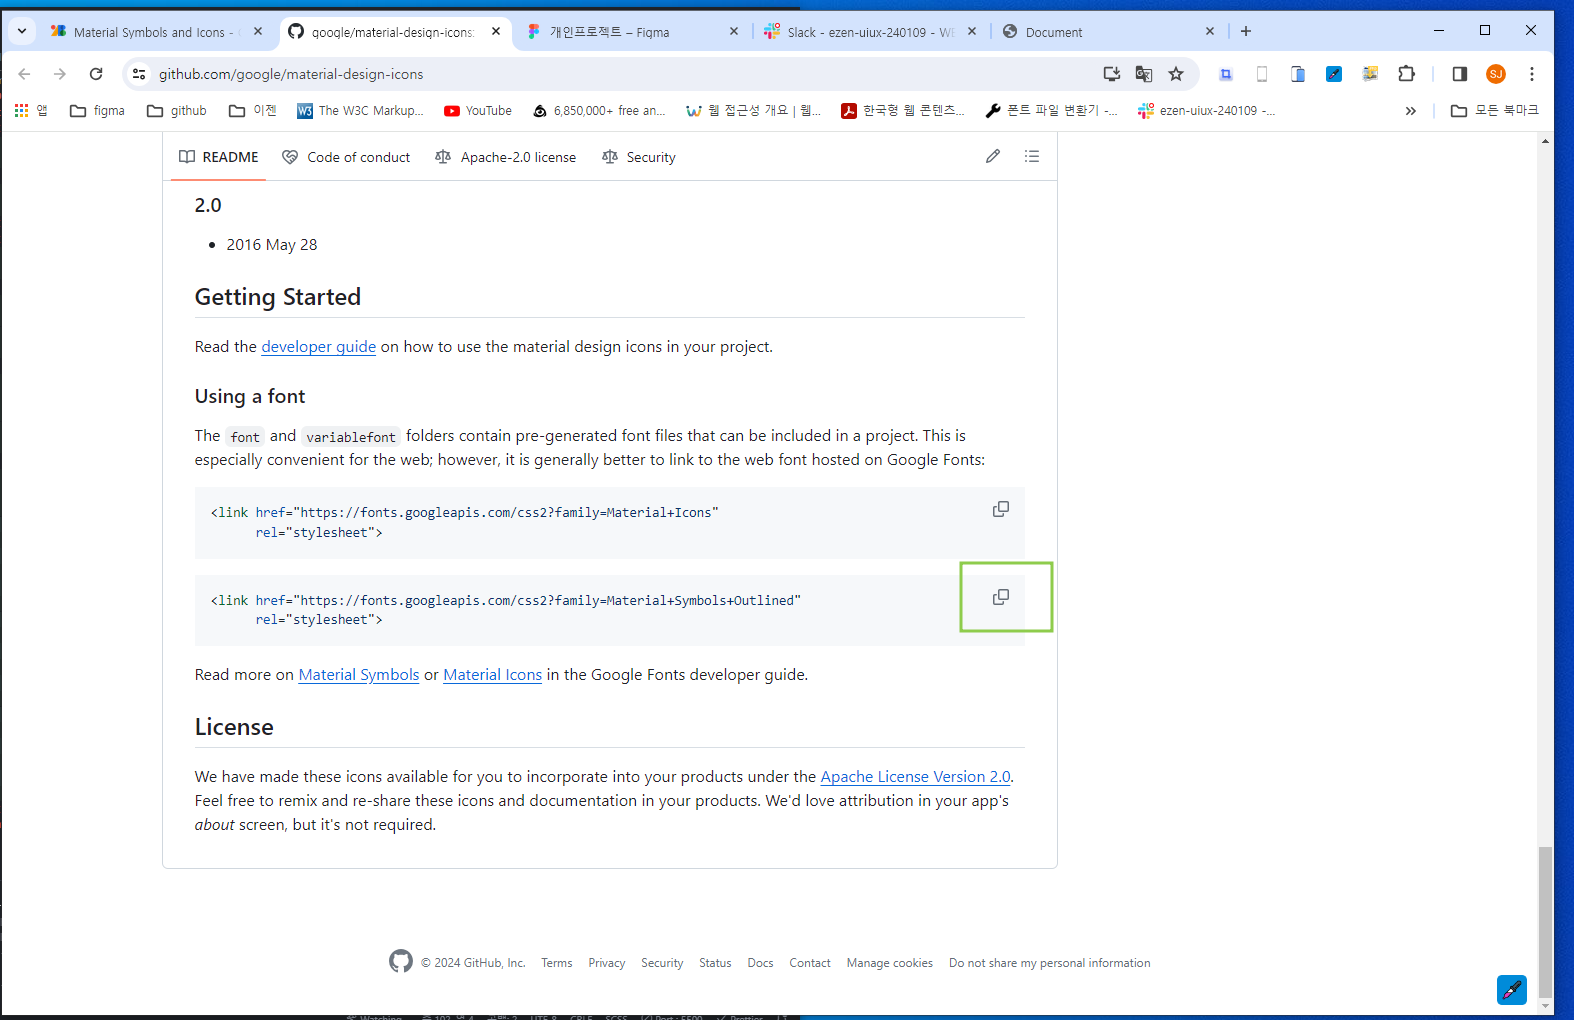 Material Symbols and Icons -
google/material-design-icons:
개인프로젝트 – Figma
Slack - ezen-uiux-240109 - W
Document
github.com/google/material-design-icons
SJ
앱
figma
github
이젠
W3
The W3C Markup...
YouTube
6,850,000+ free an...
웹 접근성 개요 | 웹...
한국형 웹 콘텐츠...
폰트 파일 변환기 -...
ezen-uiux-240109 -...
모든 북마크
README
Code of conduct
Apache-2.0 license
Security
2.0
2016 May 28
Getting Started
Read the developer guide on how to use the material design icons in your project.
Using a font
The font and variablefont folders contain pre-generated font files that can be included in a project. This is
especially convenient for the web; however, it is generally better to link to the web font hosted on Google Fonts:
<link href="https://fonts.googleapis.com/css2?family=Material+Icons"
rel="stylesheet">
<link href="https://fonts.googleapis.com/css2?family=Material+Symbols+Outlined"
rel="stylesheet">
Read more on Material Symbols or Material Icons in the Google Fonts developer guide.
License
We have made these icons available for you to incorporate into your products under the Apache License Version 2.0.
Feel free to remix and re-share these icons and documentation in your products. We'd love attribution in your app's
about screen, but it's not required.
© 2024 GitHub, Inc.
Terms
Privacy
Security
Status
Docs
Contact
Manage cookies
Do not share my personal information